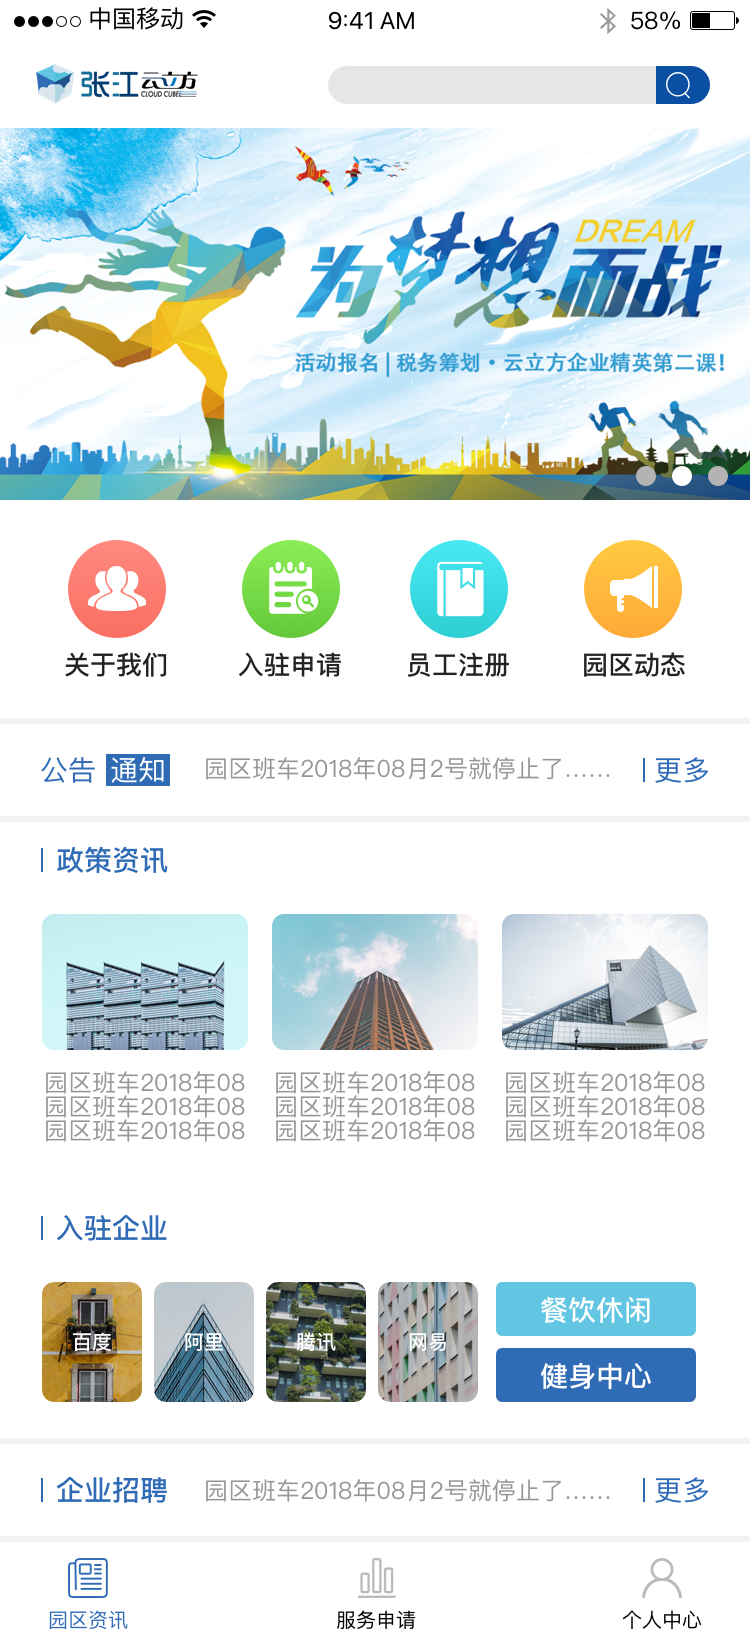 中国移动
9:41 AM
58%
张江云立方
CLOUD CUBE
为梦想而战
DREAM
活动报名 | 税务筹划·云立方企业精英第二课!
关于我们
入驻申请
员工注册
园区动态
公告 通知
园区班车2018年08月2号就停止了......
更多
政策资讯
园区班车2018年08
园区班车2018年08
园区班车2018年08
园区班车2018年08
园区班车2018年08
园区班车2018年08
园区班车2018年08
园区班车2018年08
园区班车2018年08
入驻企业
百度
阿里
腾讯
网易
餐饮休闲
健身中心
企业招聘
园区班车2018年08月2号就停止了......
更多
园区资讯
服务申请
个人中心